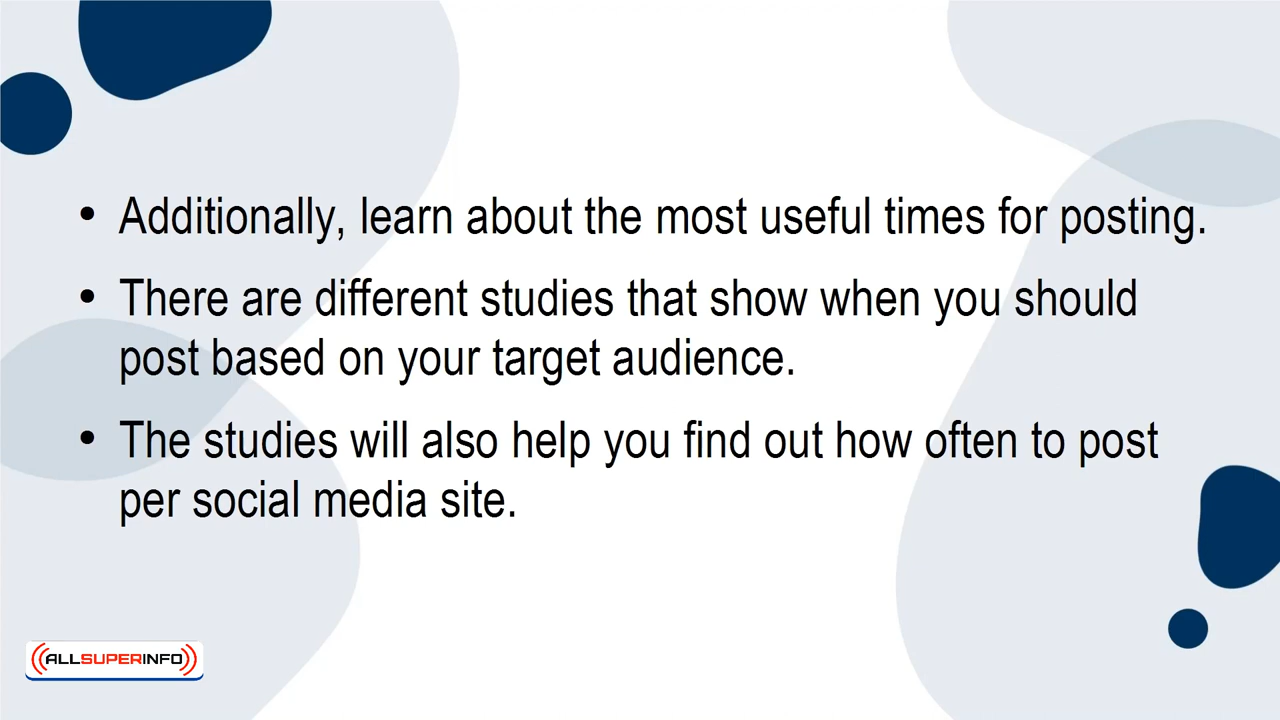 • Additionally, learn about the most useful times for posting.
• There are different studies that show when you should
post based on your target audience.
• The studies will also help you find out how often to post
per social media site.
ALLSUPERINFO